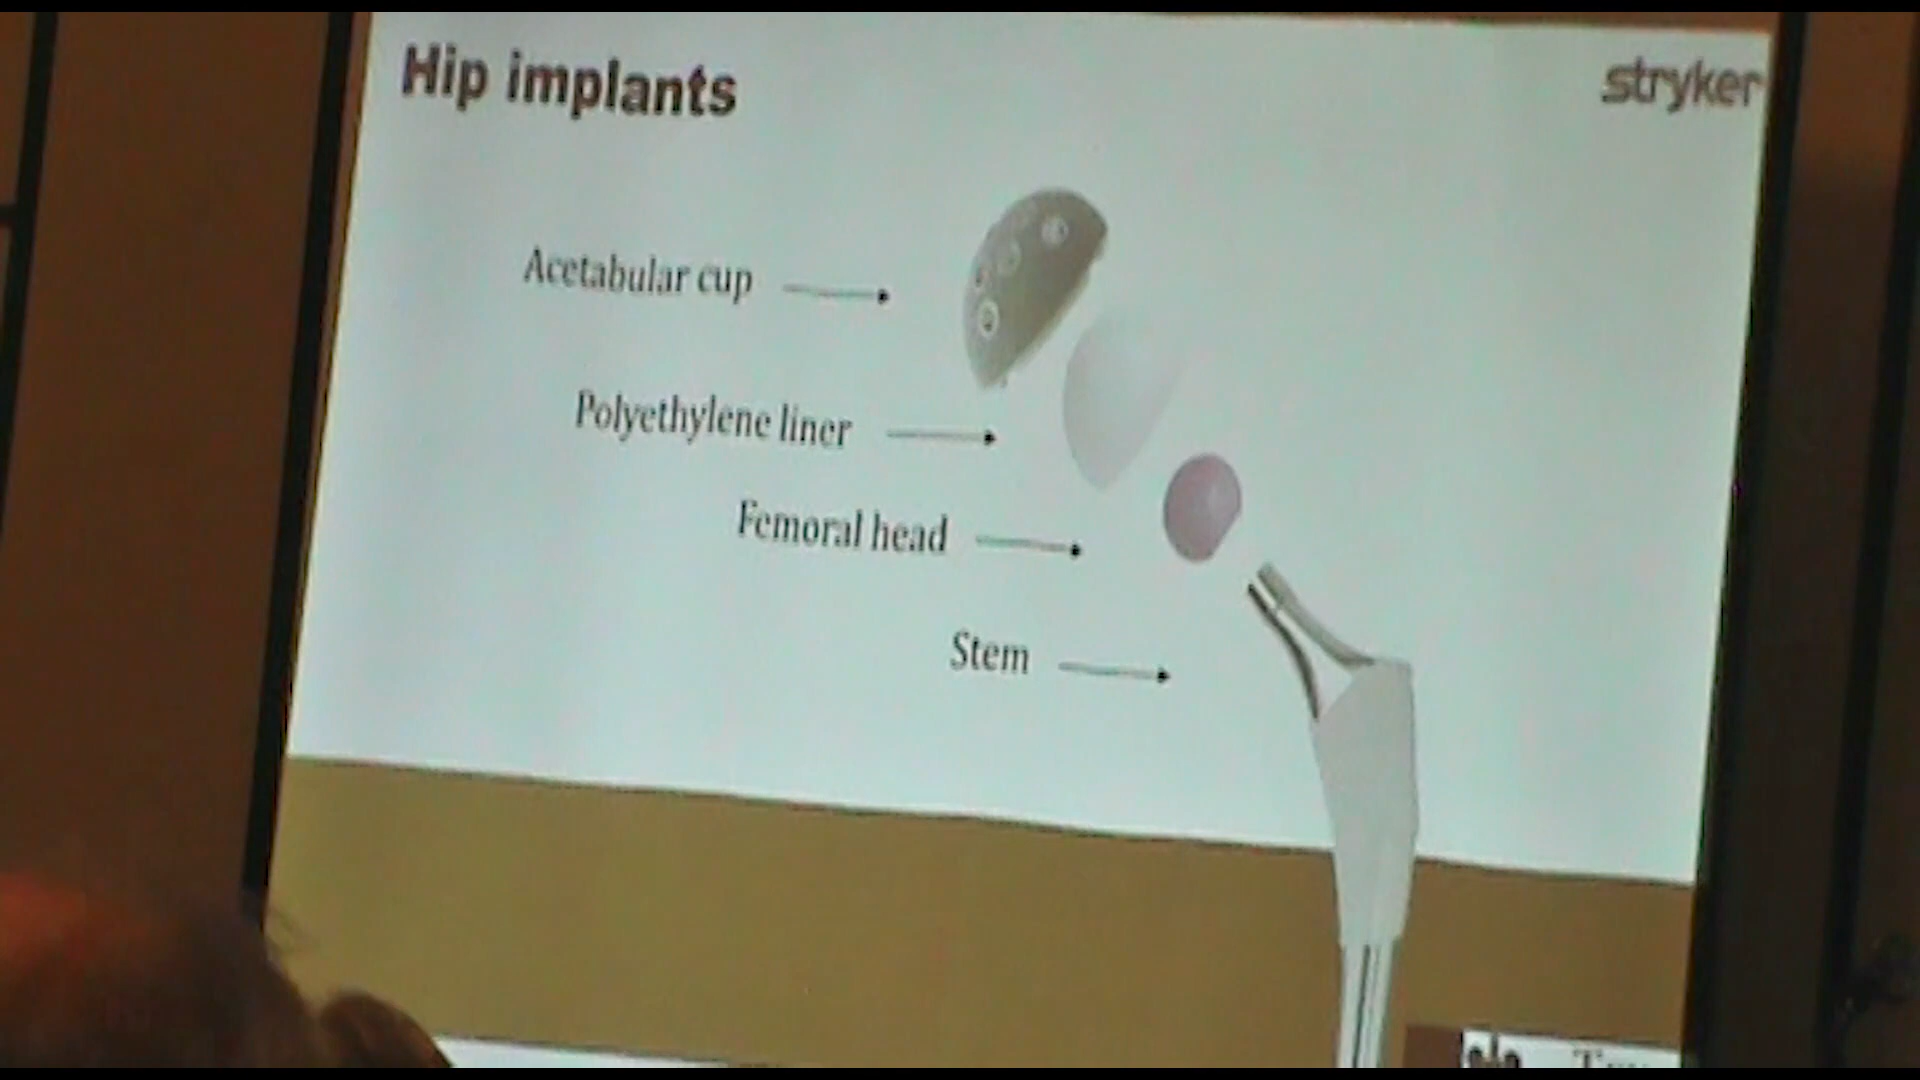 Hip implants
stryker
Acetabular cup
Polyethylene liner
Femoral head
Stem